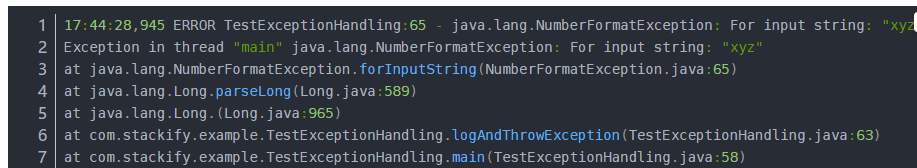 1 17:44:28,945 ERROR TestExceptionHandling:65 - java.lang.NumberFormatException: For input string: "xyz
2 Exception in thread "main" java.lang.NumberFormatException: For input string: "xyz"
3 at java.lang.NumberFormatException.forInputString(NumberFormatException.java:65)
4 at java.lang.Long.parseLong(Long.java:589)
5 at java.lang.Long.(Long.java:965)
6 at com.stackify.example.TestExceptionHandling.logAndThrowException(TestExceptionHandling.java:63)
7 at com.stackify.example.TestExceptionHandling.main(TestExceptionHandling.java:58)